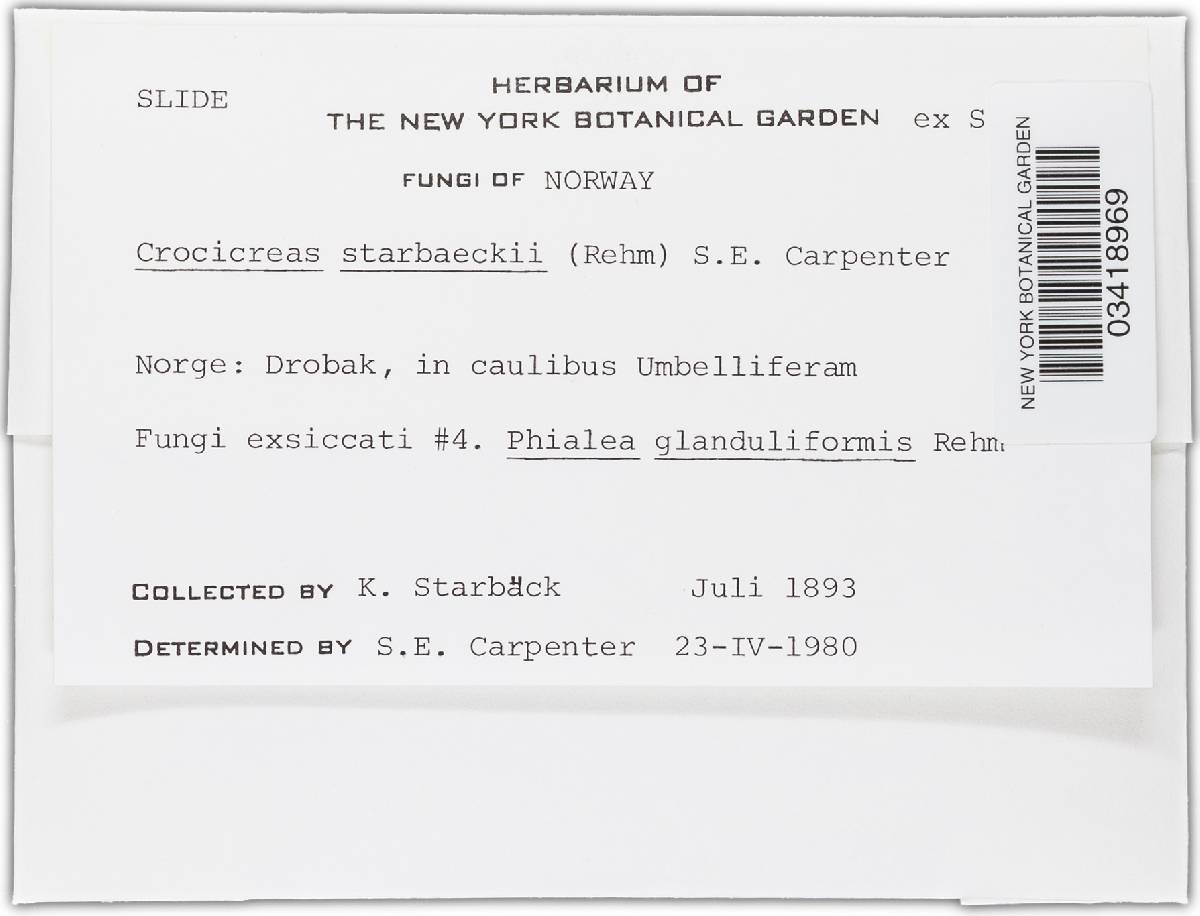 SLIDE
HERBARIUM OF
THE NEW YORK BOTANICAL GARDEN ex S
FUNGI OF NORWAY
Crocicreas starbaeckii (Rehm) S.E. Carpenter
Norge: Drobak, in caulibus Umbelliferam
Fungi exsiccati #4. Phialea glanduliformis Rehm
COLLECTED BY K. Starbäck Juli 1893
DETERMINED BY S.E. Carpenter 23-IV-1980
NEW YORK BOTANICAL GARDEN
03418969